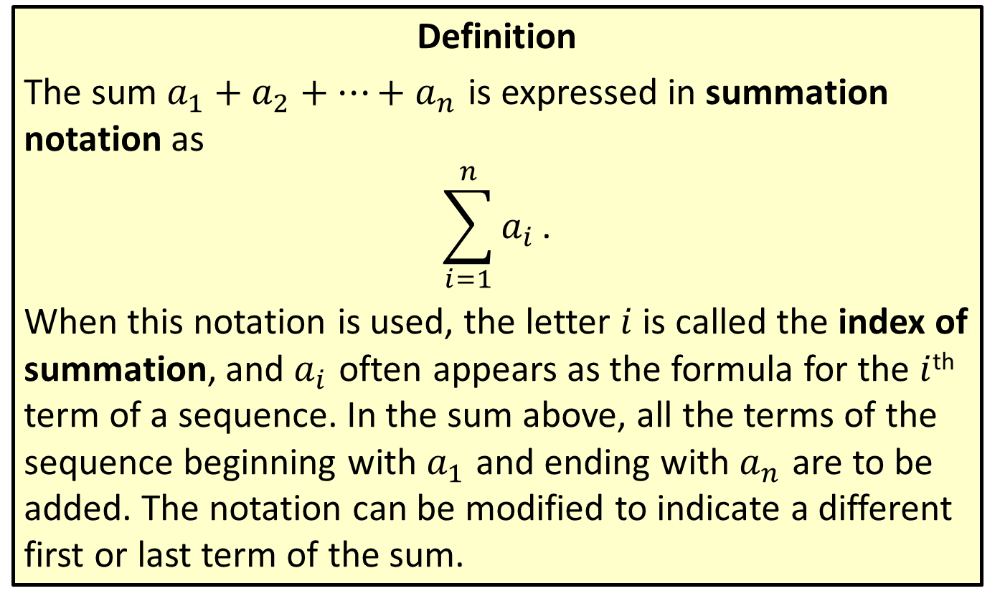 Definition
The sum $a_1 + a_2 + \cdots + a_n$ is expressed in summation
notation as
$$\sum_{i=1}^{n} a_i .$$
When this notation is used, the letter $i$ is called the index of
summation, and $a_i$ often appears as the formula for the $i^{\text{th}}$
term of a sequence. In the sum above, all the terms of the
sequence beginning with $a_1$ and ending with $a_n$ are to be
added. The notation can be modified to indicate a different
first or last term of the sum.